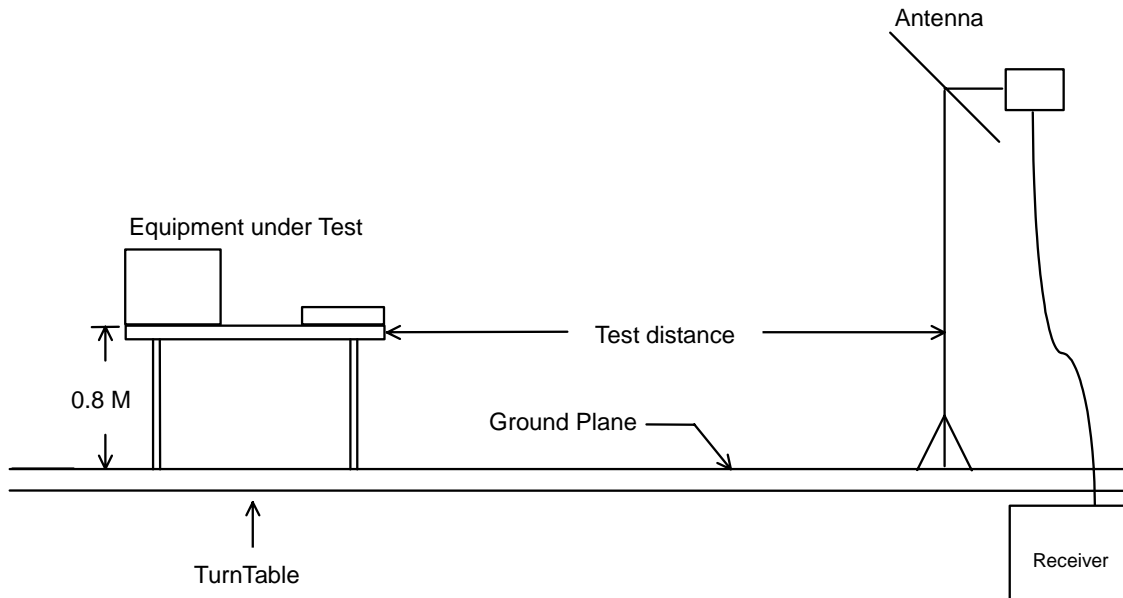 Antenna
Equipment under Test
Test distance
0.8 M
Ground Plane
TurnTable
Receiver